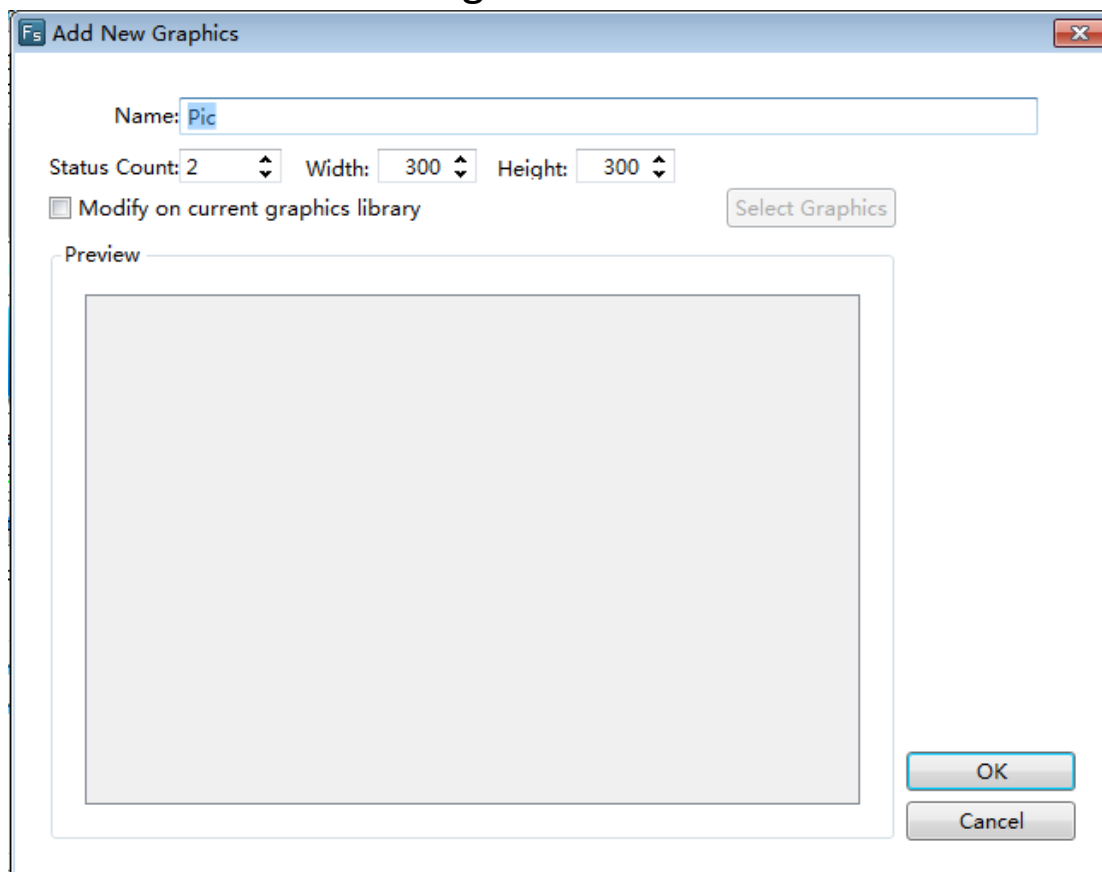 Fs Add New Graphics
Name: Pic
Status Count: 2 Width: 300 Height: 300
Modify on current graphics library Select Graphics
Preview
OK
Cancel